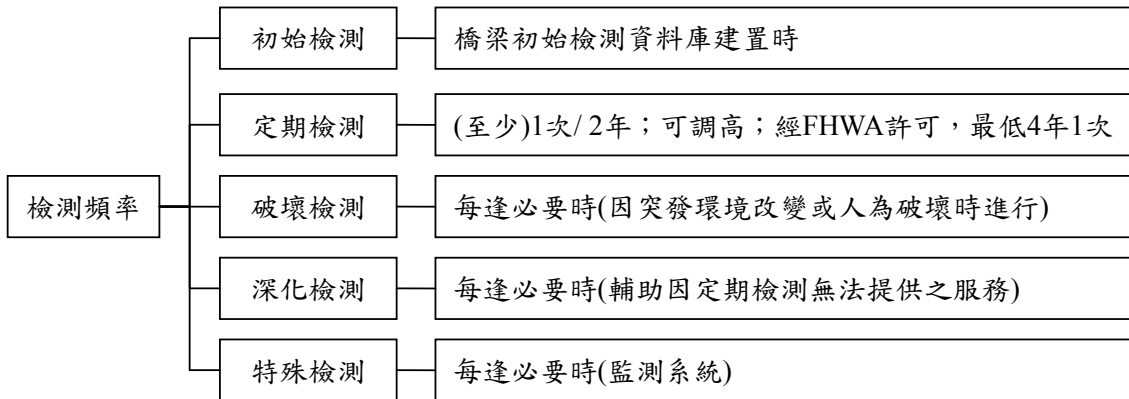 檢測頻率
初始檢測
橋梁初始檢測資料庫建置時
定期檢測
(至少)1次/ 2年；可調高；經FHWA許可，最低4年1次
破壞檢測
每逢必要時(因突發環境改變或人為破壞時進行)
深化檢測
每逢必要時(輔助因定期檢測無法提供之服務)
特殊檢測
每逢必要時(監測系統)